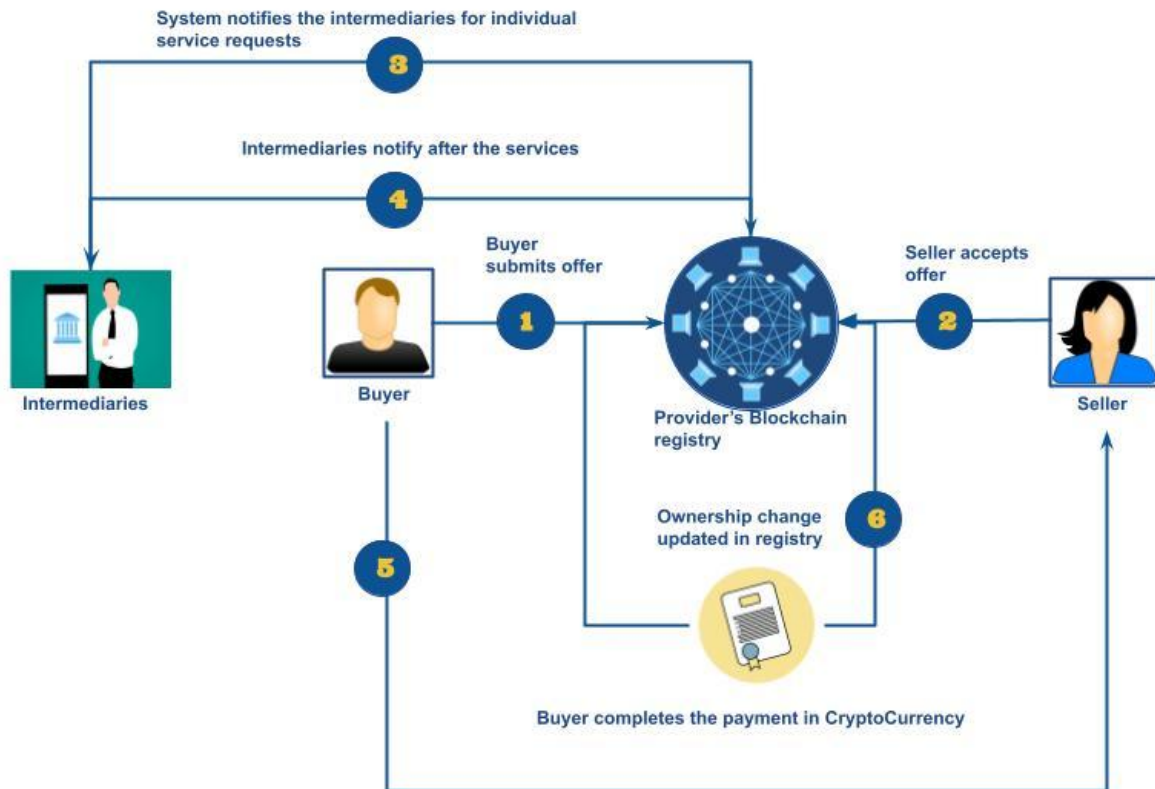 System notifies the intermediaries for individual
service requests
3
Intermediaries notify after the services
4
Buyer
submits offer
Seller accepts
offer
1
2
Intermediaries
Buyer
Provider's Blockchain
registry
Seller
Ownership change
updated in registry
6
5
Buyer completes the payment in CryptoCurrency